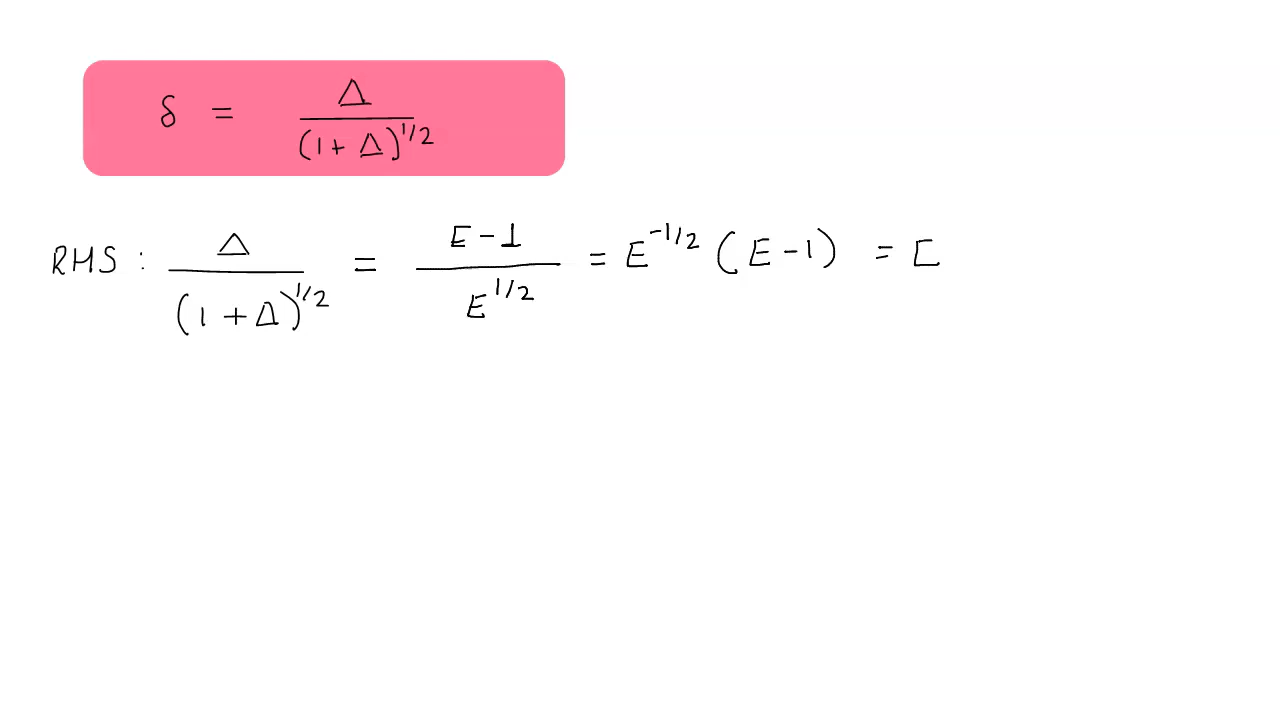 δ = Δ / (1 + Δ)^1/2
RHS : Δ / (1 + Δ)^1/2 = E - 1 / E^1/2 = E^-1/2 (E - 1) = E